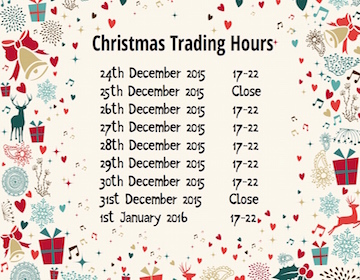 Christmas Trading Hours
24th December 2015 17-22
25th December 2015 Close
26th December 2015 17-22
27th December 2015 17-22
28th December 2015 17-22
29th December 2015 17-22
30th December 2015 17-22
31st December 2015 Close
1st January 2016 17-22